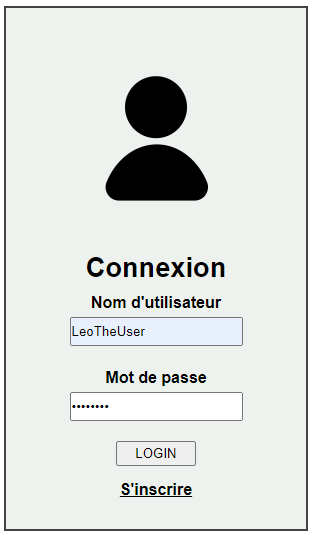 Connexion
Nom d'utilisateur
LeoTheUser
Mot de passe
••••••••
LOGIN
S'inscrire